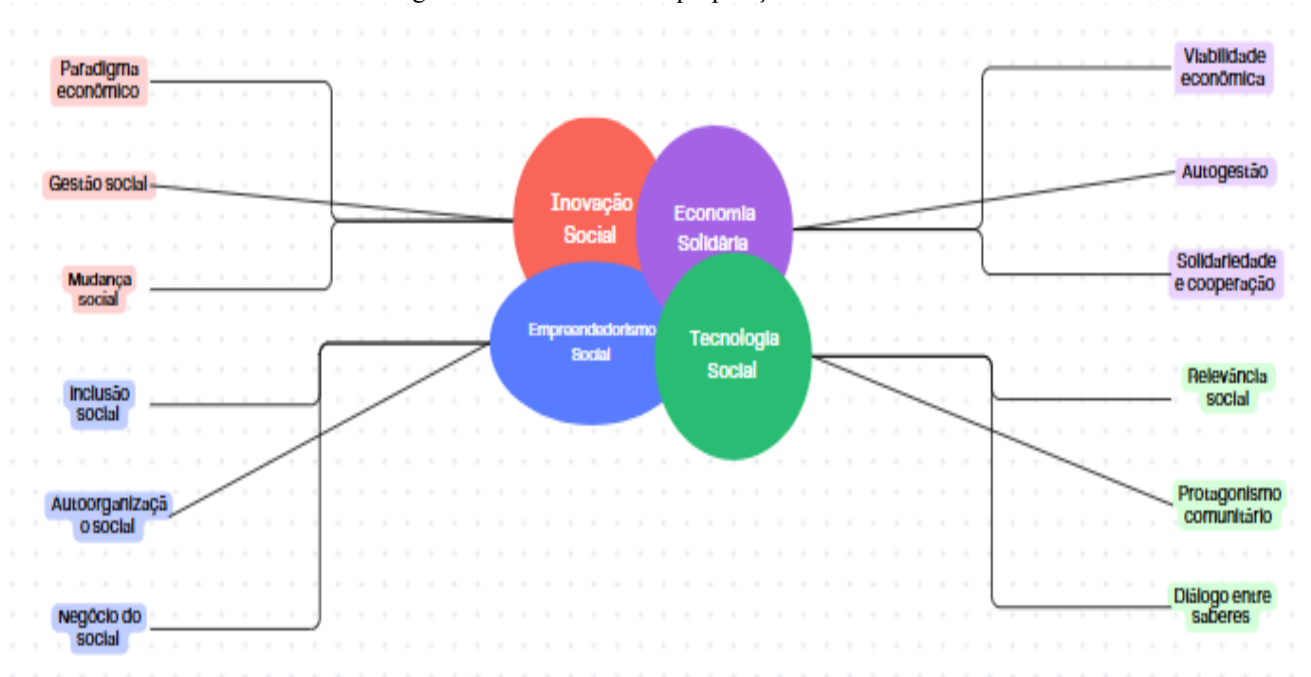 Paradigma
econômico
Gestão social
Mudança
social
Inovação
Social
Economia
Solidária
Empreendedorismo
Social
Tecnologia
Social
Viabilidade
econômica
Autogestão
Solidariedade
e cooperação
Inclusão
social
Autoorganizaçã
o social
Negócio do
social
Relevância
social
Protagonismo
comunitário
Diálogo entre
saberes